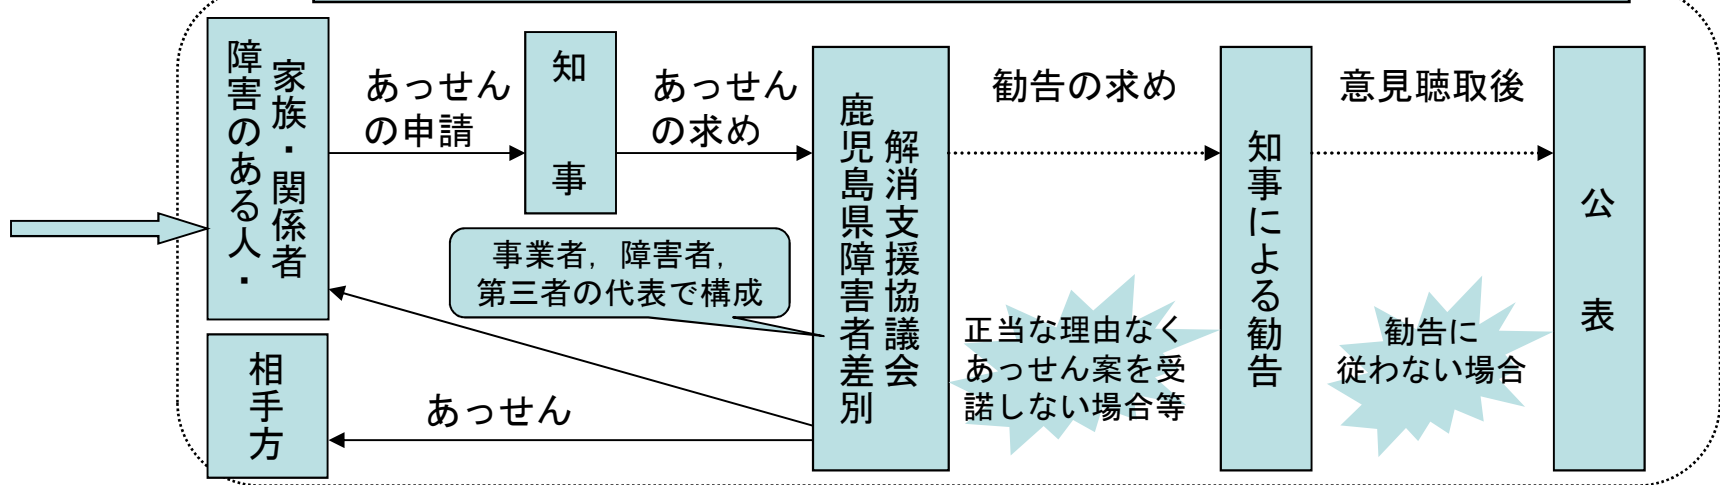 障害のある人・
家族・関係者
あっせん
の申請
知事
あっせん
の求め
鹿児島県障害者差別
解消支援協議会
勧告の求め
知事による勧告
意見聴取後
公表
事業者，障害者，
第三者の代表で構成
正当な理由なく
あっせん案を受
諾しない場合等
勧告に
従わない場合
相手方
あっせん